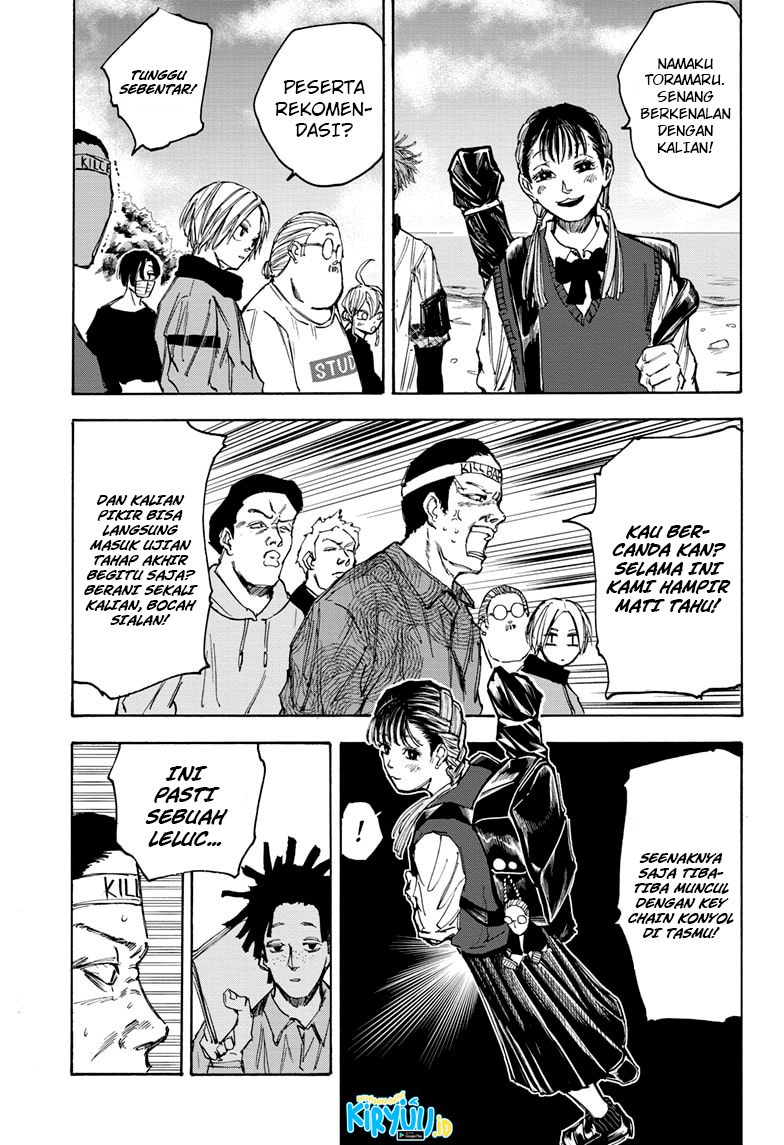 NAMAKU
TORAMARU.
SENANG
BERKENALAN
DENGAN
KALIAN!
PESERTA
REKOMEN-
DASI?
TUNGGU
SEBENTAR!
KILL
STUD
KAU BER-
CANDA KAN?
SELAMA INI
KAMI HAMPIR
MATI TAHU!
KILL BAB
DAN KALIAN
PIKIR BISA
LANGSUNG
MASUK UJIAN
TAHAP AKHIR
BEGITU SAJA?
BERANI SEKALI
KALIAN, BOCAH
SIALAN!
SEENAKNYA
SAJA TIBA-
TIBA MUNCUL
DENGAN KEY
CHAIN KONYOL
DI TASMU!
!
INI
PASTI
SEBUAH
LELUC...
KILL
KIRYUU.ID